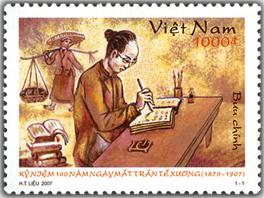 Việt Nam
1000đ
Bưu chính
KỶ NIỆM 100 NĂM NGÀY MẤT TRẦN TẾ XƯƠNG (1870-1907)
H.T. LIỆU 2007
1-1